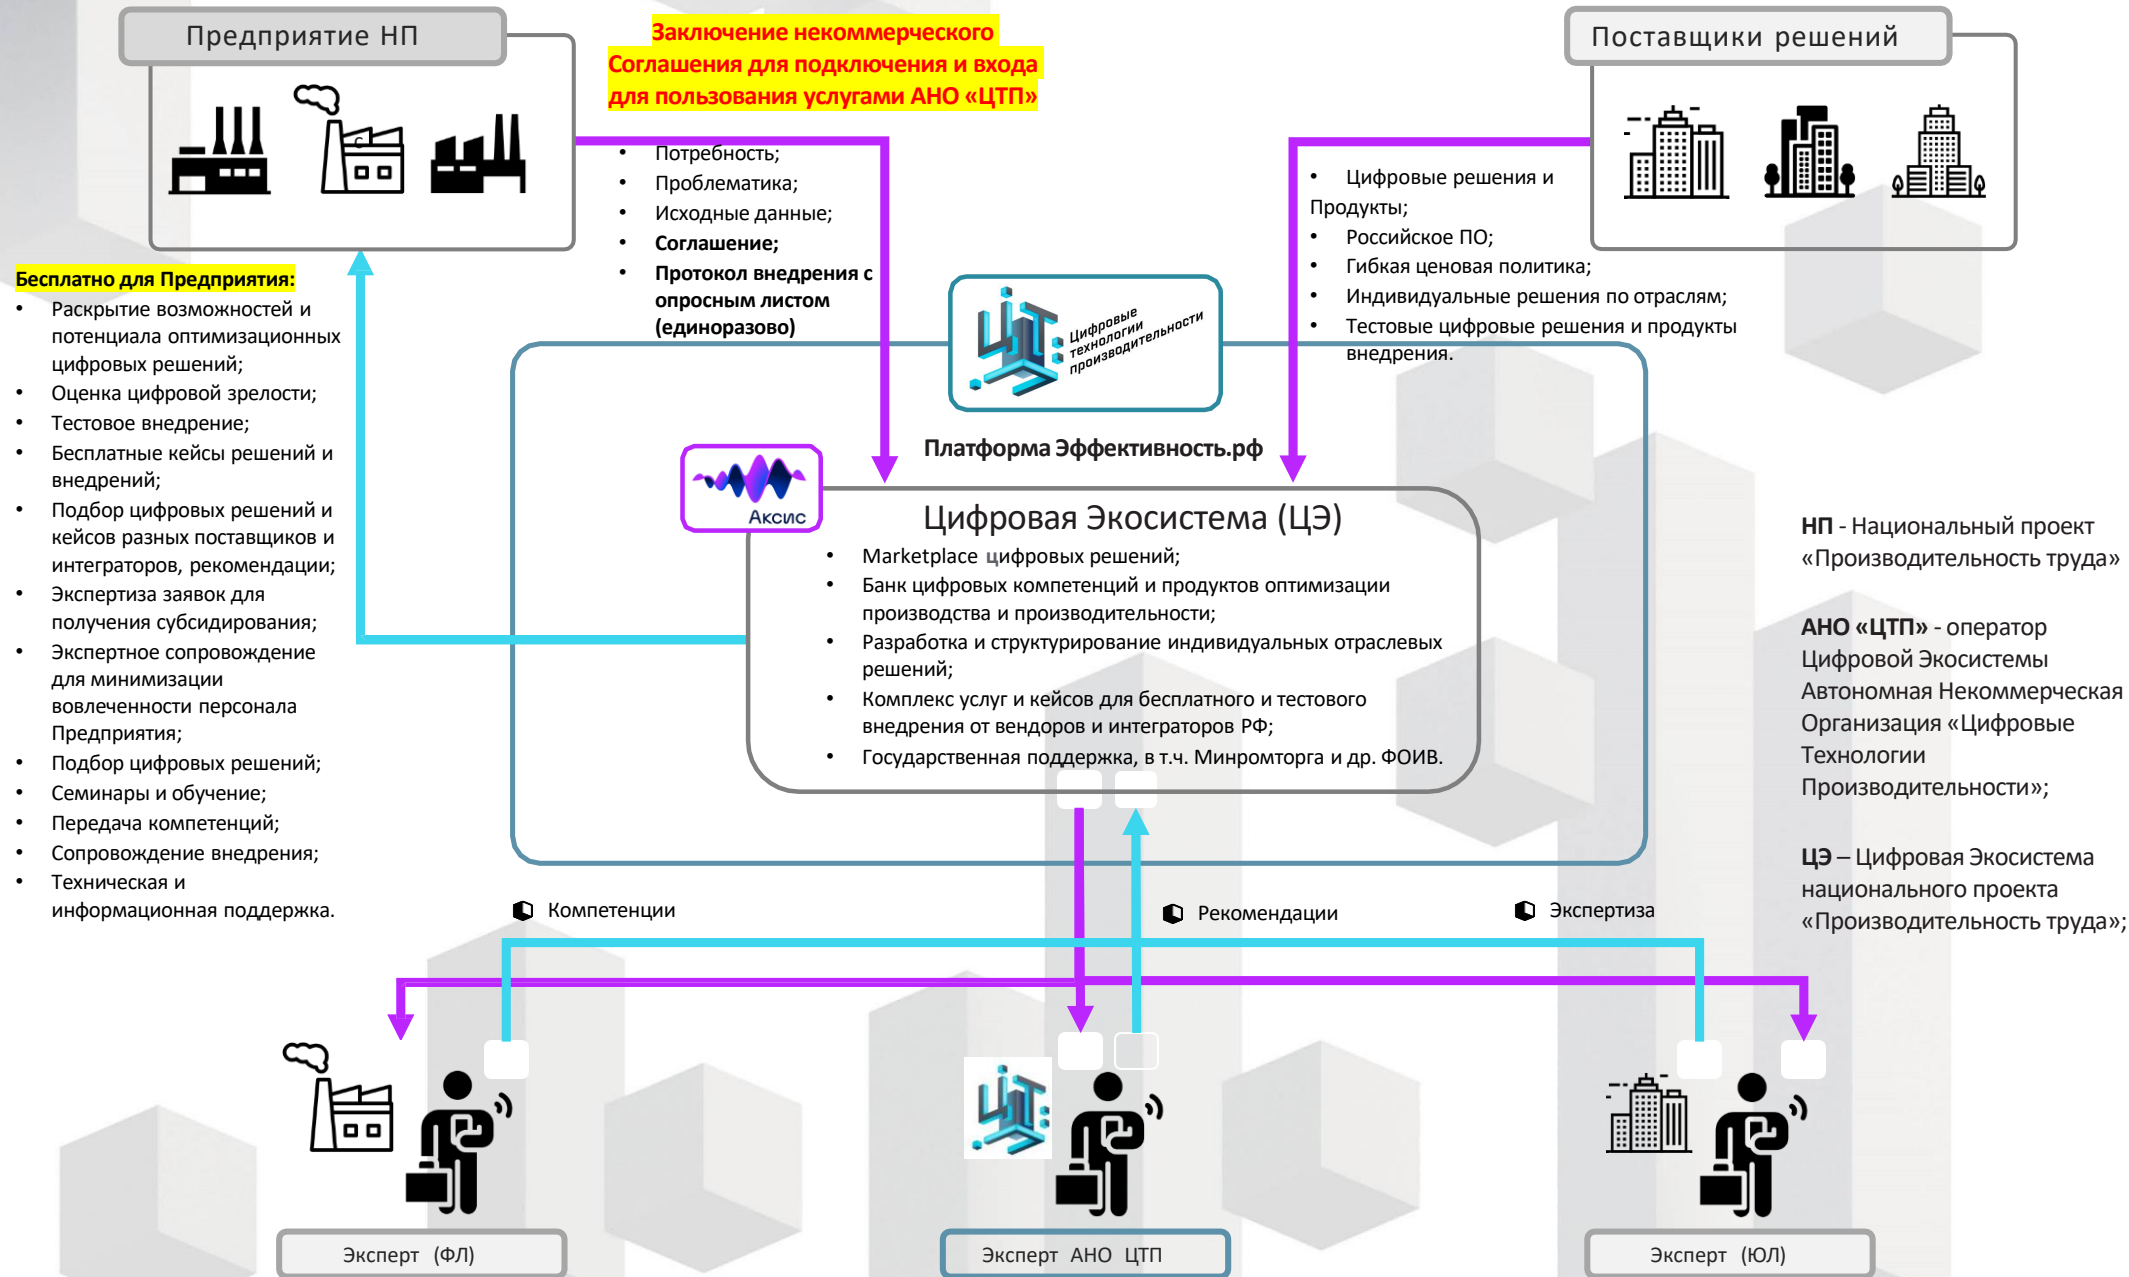 Предприятие НП
Заключение некоммерческого
Соглашения для подключения и входа
для пользования услугами АНО «ЦТП»
Поставщики решений
С
• Потребность;
• Проблематика;
• Исходные данные;
• Соглашение;
• Протокол внедрения с
опросным листом
(единоразово)
• Цифровые решения и
Продукты;
• Российское ПО;
• Гибкая ценовая политика;
• Индивидуальные решения по отраслям;
• Тестовые цифровые решения и продукты
внедрения.
Бесплатно для Предприятия:
• Раскрытие возможностей и
потенциала оптимизационных
цифровых решений;
• Оценка цифровой зрелости;
• Тестовое внедрение;
• Бесплатные кейсы решений и
внедрений;
• Подбор цифровых решений и
кейсов разных поставщиков и
интеграторов, рекомендации;
• Экспертиза заявок для
получения субсидирования;
• Экспертное сопровождение
для минимизации
вовлеченности персонала
Предприятия;
• Подбор цифровых решений;
• Семинары и обучение;
• Передача компетенций;
• Сопровождение внедрения;
• Техническая и
информационная поддержка.
ЦТ
Цифровые
технологии
производительности
Платформа Эффективность.рф
Аксис
Цифровая Экосистема (ЦЭ)
• Marketplace цифровых решений;
• Банк цифровых компетенций и продуктов оптимизации
производства и производительности;
• Разработка и структурирование индивидуальных отраслевых
решений;
• Комплекс услуг и кейсов для бесплатного и тестового
внедрения от вендоров и интеграторов РФ;
• Государственная поддержка, в т.ч. Минромторга и др. ФОИВ.
НП - Национальный проект
«Производительность труда»
АНО «ЦТП» - оператор
Цифровой Экосистемы
Автономная Некоммерческая
Организация «Цифровые
Технологии
Производительности»;
ЦЭ – Цифровая Экосистема
национального проекта
«Производительность труда»;
Компетенции
Рекомендации
Экспертиза
ЦТ
Эксперт (ФЛ)
Эксперт АНО ЦТП
Эксперт (ЮЛ)